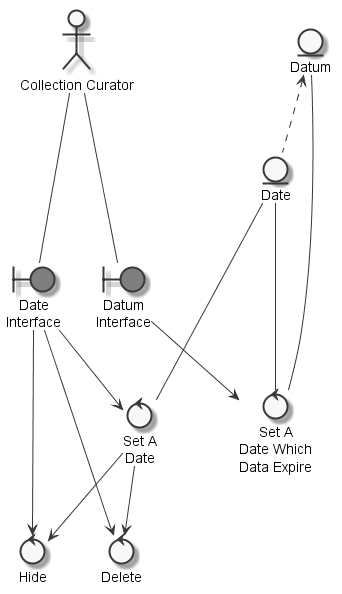 Collection Curator
Datum
Date
Date
Interface
Datum
Interface
Set A
Date
Set A
Date Which
Data Expire
Hide
Delete